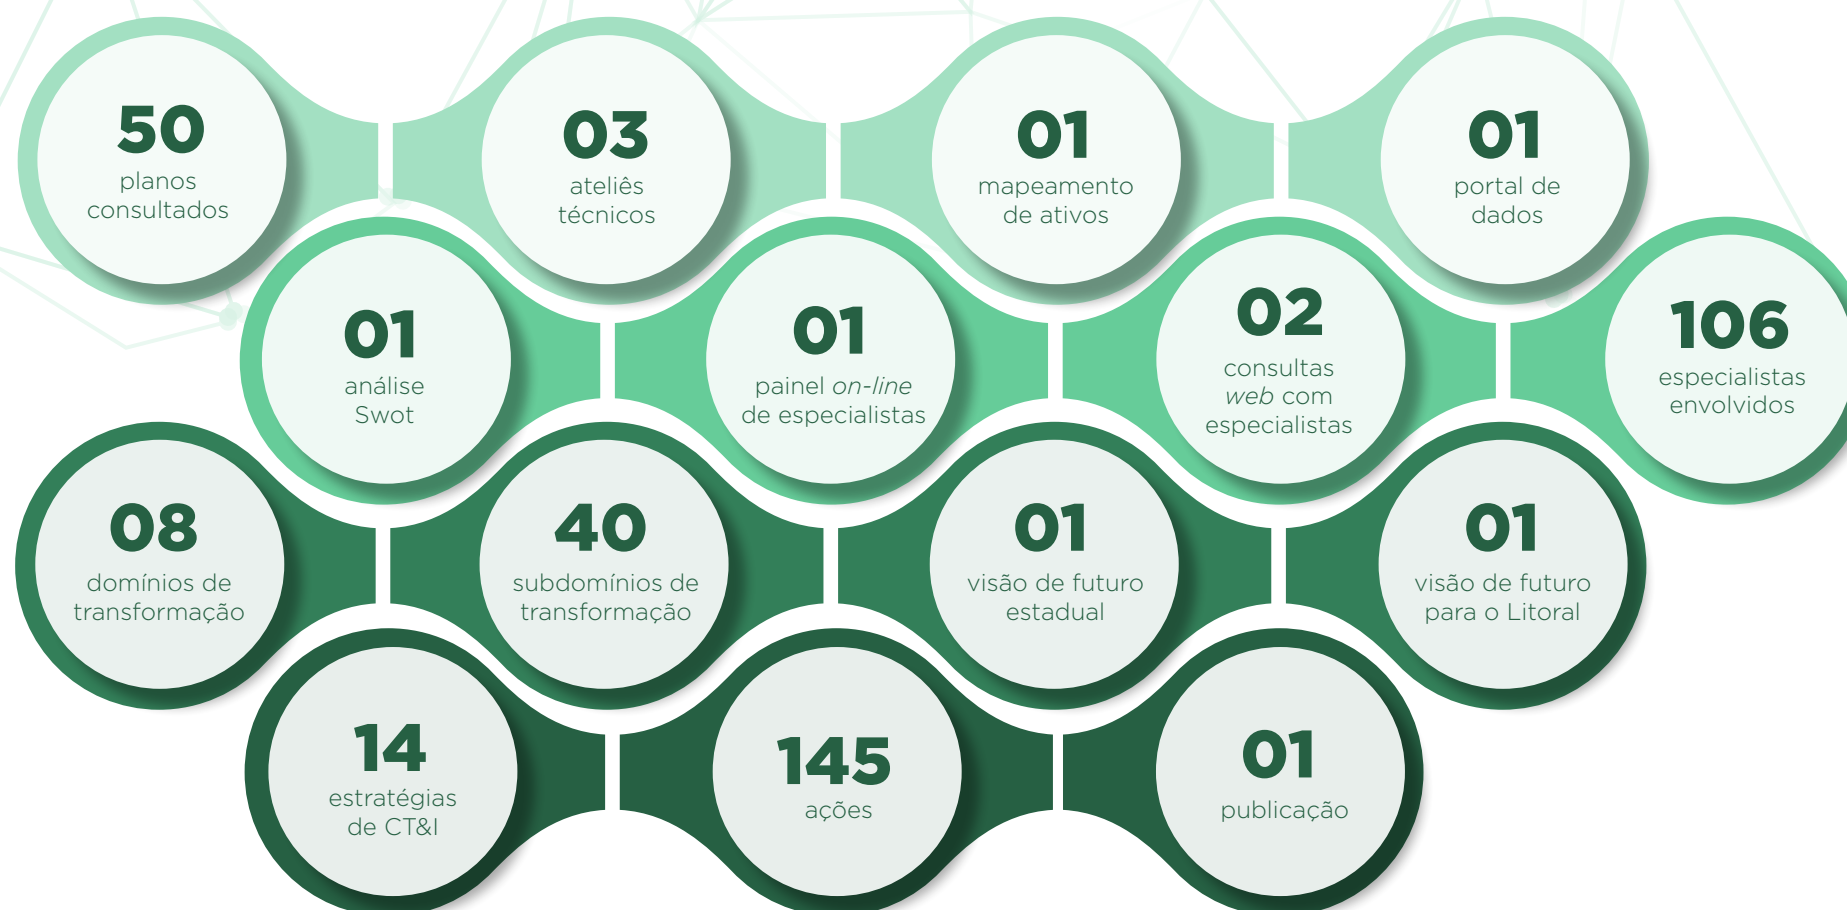 50
planos
consultados
03
ateliês
técnicos
01
mapeamento
de ativos
01
portal de
dados
01
análise
Swot
01
painel on-line
de especialistas
02
consultas
web com
especialistas
106
especialistas
envolvidos
08
domínios de
transformação
40
subdomínios de
transformação
01
visão de futuro
estadual
01
visão de futuro
para o Litoral
14
estratégias
de CT&I
145
ações
01
publicação